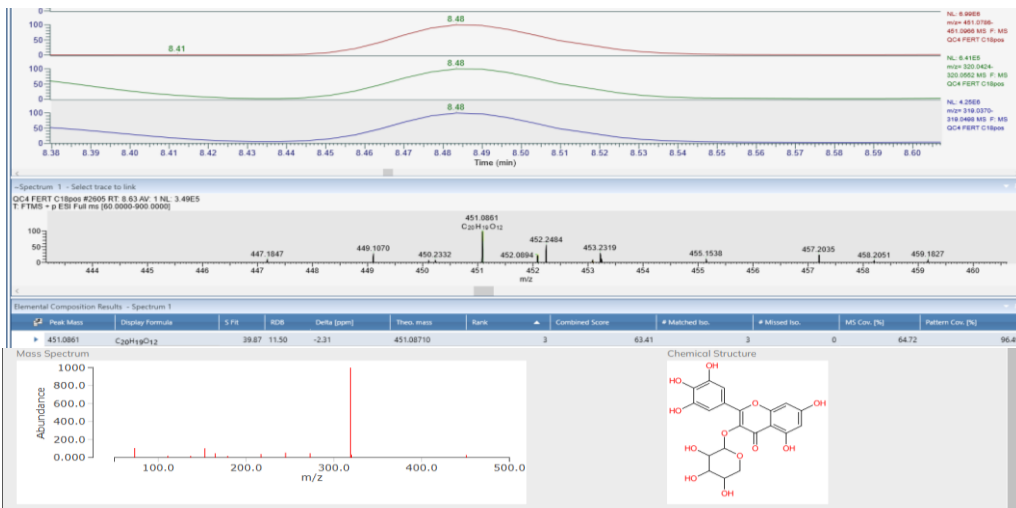 0
NL: 6.99E6
100
8.48
m/z= 451.0786-
451.0966 MS F: MS
50
8.41
QC4 FERT C18pos
0
100
8.48
NL: 6.41E6
m/z= 320.0424-
50
320.0552 MS F: MS
QC4 FERT C18pos
0
100
8.48
NL: 4.26E6
m/z= 319.0370-
50
319.0498 MS F: MS
QC4 FERT C18pos
0
8.38 8.39 8.40 8.41 8.42 8.43 8.44 8.45 8.46 8.47 8.48 8.49 8.50 8.51 8.52 8.53 8.54 8.55 8.56 8.57 8.58 8.59 8.60
Time (min)
Spectrum 1 - Select trace to link
QC4 FERT C18pos #2605 RT: 8.63 AV: 1 NL: 3.49E5
T: FTMS + p ESI Full ms [60.0000-900.0000]
451.0861
C20H19O12
100
50
0
447.1847 449.1070 450.2332 452.0894 452.2484 453.2319 455.1538 457.2035 458.2051 459.1827
444 445 446 447 448 449 450 451 452 453 454 455 456 457 458 459 460
m/z
Elemental Composition Results - Spectrum 1
Peak Mass Display Formula S Fit RDB Delta [ppm] Theo. mass Rank Combined Score # Matched Iso. # Missed Iso. MS Cov. [%] Pattern Cov. [%]
451.0861 C20H19O12 39.87 11.50 -2.31 451.08710 3 63.41 3 0 64.72 96.4
Mass Spectrum
1000
800.0
600.0
400.0
200.0
0.000
Abundance
100.0 200.0 300.0 400.0 500.0
m/z
Chemical Structure
OH
HO
HO
O
OH
O
O
OH
HO
O
HO
OH